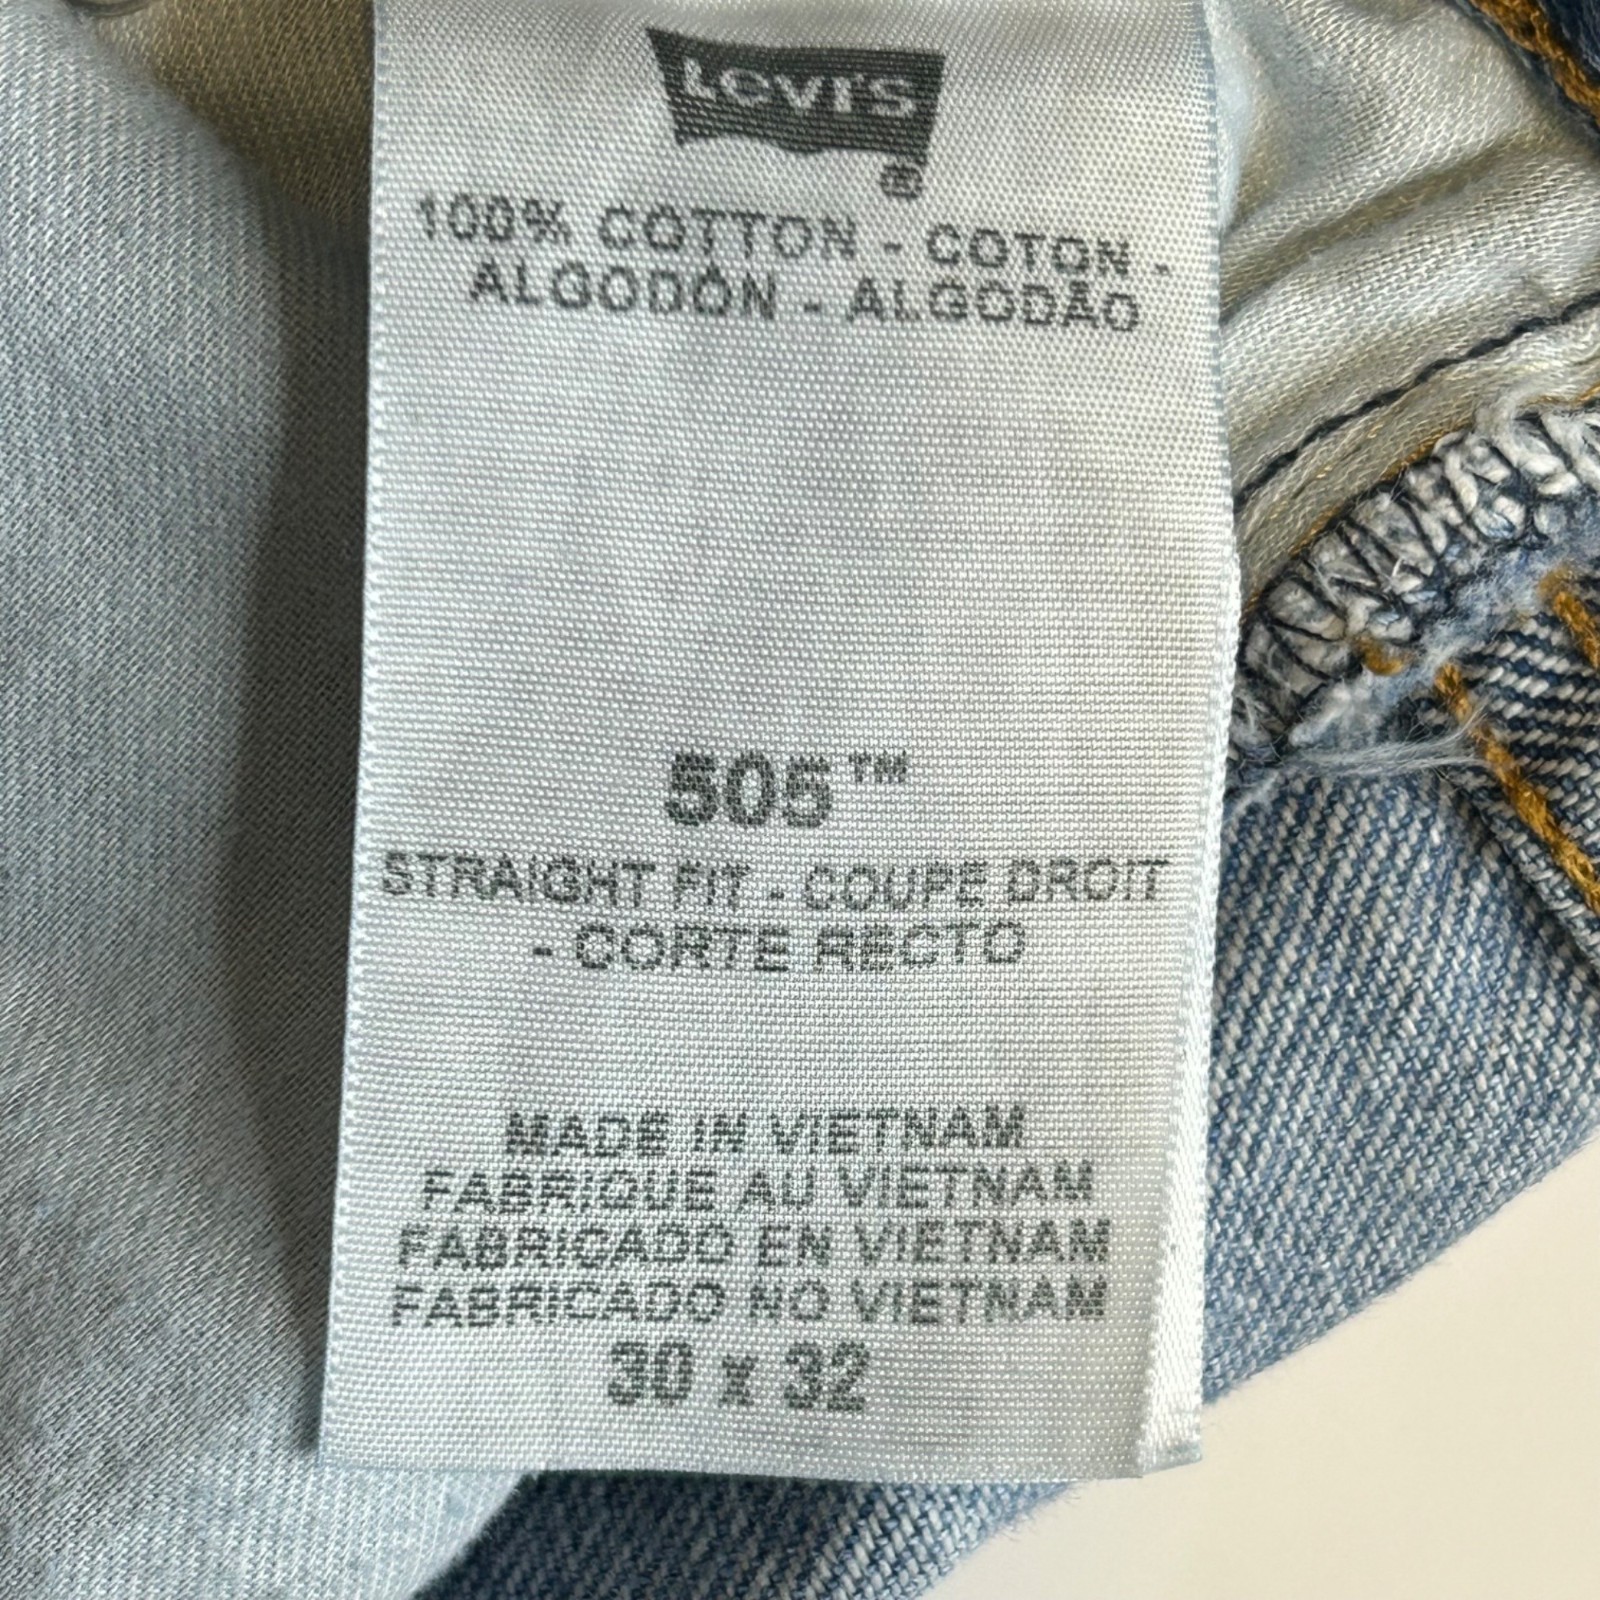 Levi's
®
100% COTTON - COTON -
ALGODÓN - ALGODÃO
505™
STRAIGHT FIT - COUPE DROIT
- CORTE RECTO
MADE IN VIETNAM
FABRIQUE AU VIETNAM
FABRICADO EN VIETNAM
FABRICADO NO VIETNAM
30 x 32